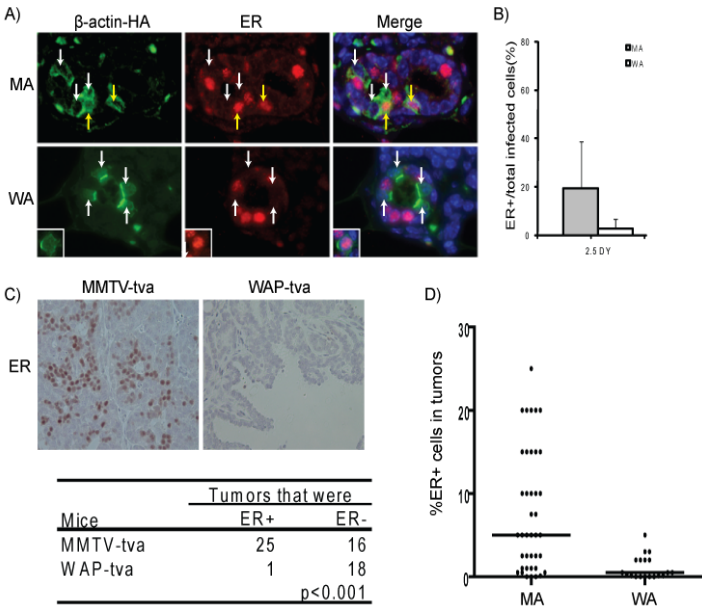 A)
β-actin-HA ER Merge
MA
WA
B)
80
60
40
20
0
ER+/total infected cells(%)
MA
WA
2.5 DY
C)
MMTV-tva WAP-tva
ER
Tumors that were
Mice ER+ ER-
MMTV-tva 25 16
WAP-tva 1 18
p<0.001
D)
30
20
10
0
%ER+ cells in tumors
MA WA